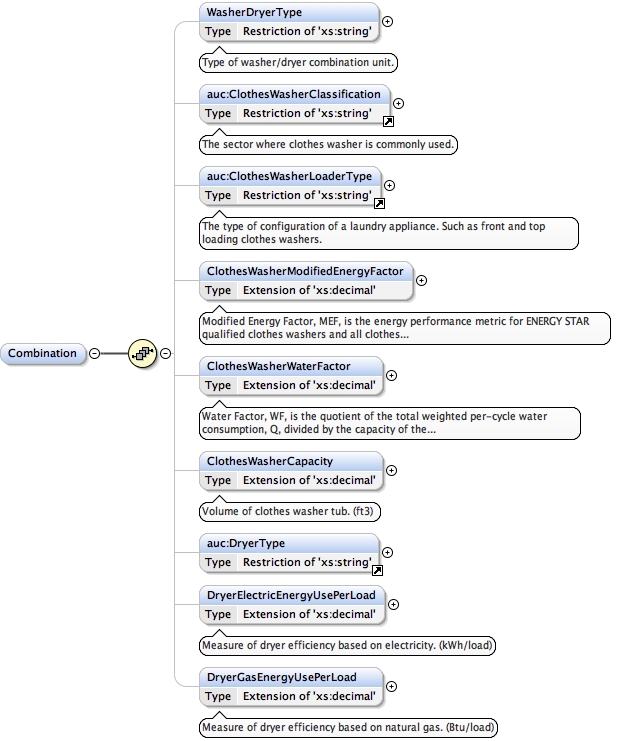 WasherDryerType
Type Restriction of 'xs:string'
Type of washer/dryer combination unit.
auc:ClothesWasherClassification
Type Restriction of 'xs:string'
The sector where clothes washer is commonly used.
auc:ClothesWasherLoaderType
Type Restriction of 'xs:string'
The type of configuration of a laundry appliance. Such as front and top
loading clothes washers.
ClothesWasherModifiedEnergyFactor
Type Extension of 'xs:decimal'
Modified Energy Factor, MEF, is the energy performance metric for ENERGY STAR
qualified clothes washers and all clothes...
Combination
ClothesWasherWaterFactor
Type Extension of 'xs:decimal'
Water Factor, WF, is the quotient of the total weighted per-cycle water
consumption, Q, divided by the capacity of the...
ClothesWasherCapacity
Type Extension of 'xs:decimal'
Volume of clothes washer tub. (ft3)
auc:DryerType
Type Restriction of 'xs:string'
DryerElectricEnergyUsePerLoad
Type Extension of 'xs:decimal'
Measure of dryer efficiency based on electricity. (kWh/load)
DryerGasEnergyUsePerLoad
Type Extension of 'xs:decimal'
Measure of dryer efficiency based on natural gas. (Btu/load)